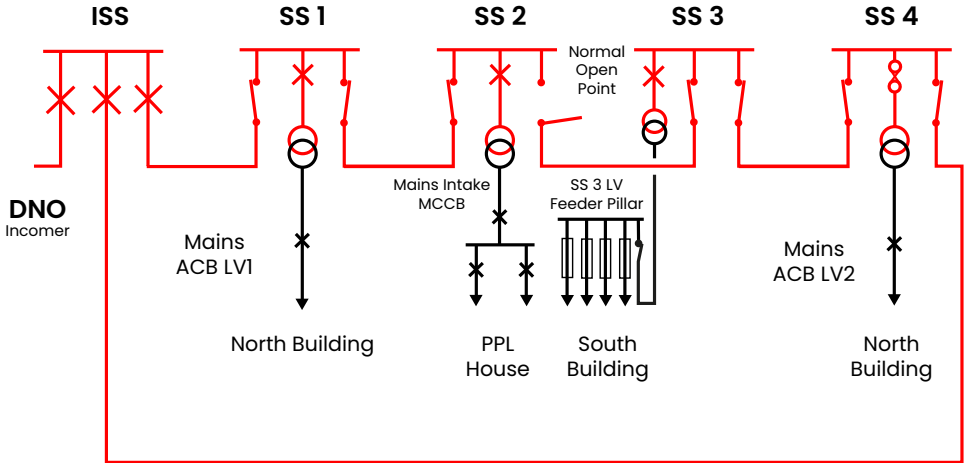 ISS
SS 1
SS 2
SS 3
SS 4
Normal
Open
Point
DNO
Incomer
Mains Intake
MCCB
SS 3 LV
Feeder Pillar
Mains
ACB LV1
Mains
ACB LV2
North Building
PPL
House
South
Building
North
Building